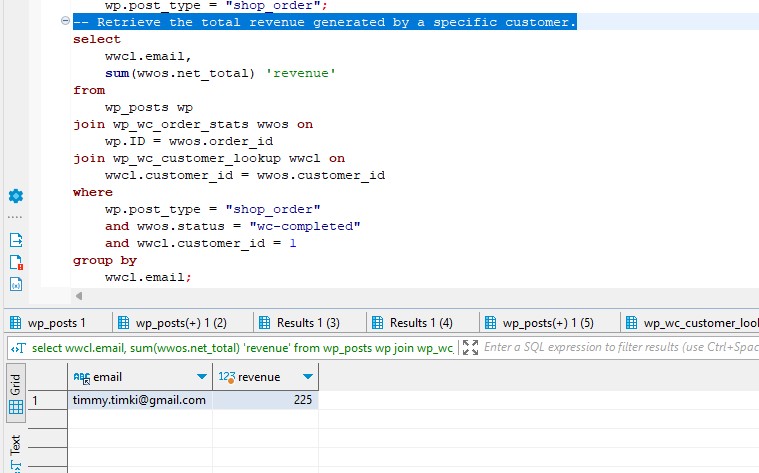 wp.post_type = "shop_order";
-- Retrieve the total revenue generated by a specific customer.
select
wwcl.email,
sum(wwos.net_total) 'revenue'
from
wp_posts wp
join wp_wc_order_stats wwos on
wp.ID = wwos.order_id
join wp_wc_customer_lookup wwcl on
wwcl.customer_id = wwos.customer_id
where
wp.post_type = "shop_order"
and wwos.status = "wc-completed"
and wwcl.customer_id = 1
group by
wwcl.email;
wp_posts 1 wp_posts(+) 1 (2) Results 1 (3) Results 1 (4) wp_posts(+) 1 (5) wp_wc_customer_look
select wwcl.email, sum(wwos.net_total) 'revenue' from wp_posts wp join wp_wc_ Enter a SQL expression to filter results (use Ctrl+Spac
Grid
Text
ABC email 123 revenue
1 timmy.timki@gmail.com 225